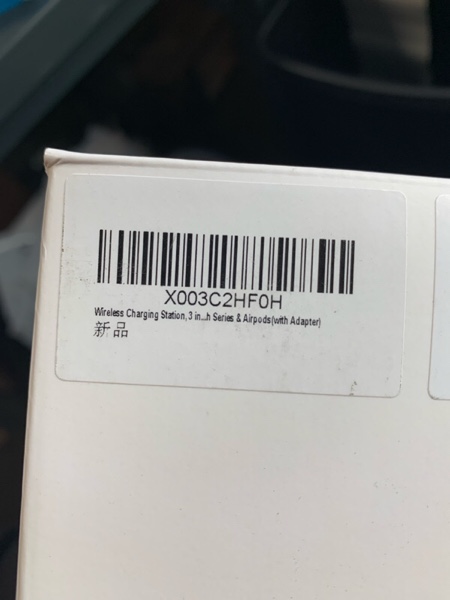 X003C2HF0H
Wireless Charging Station, 3 in...h Series & Airpods(with Adapter)
新品